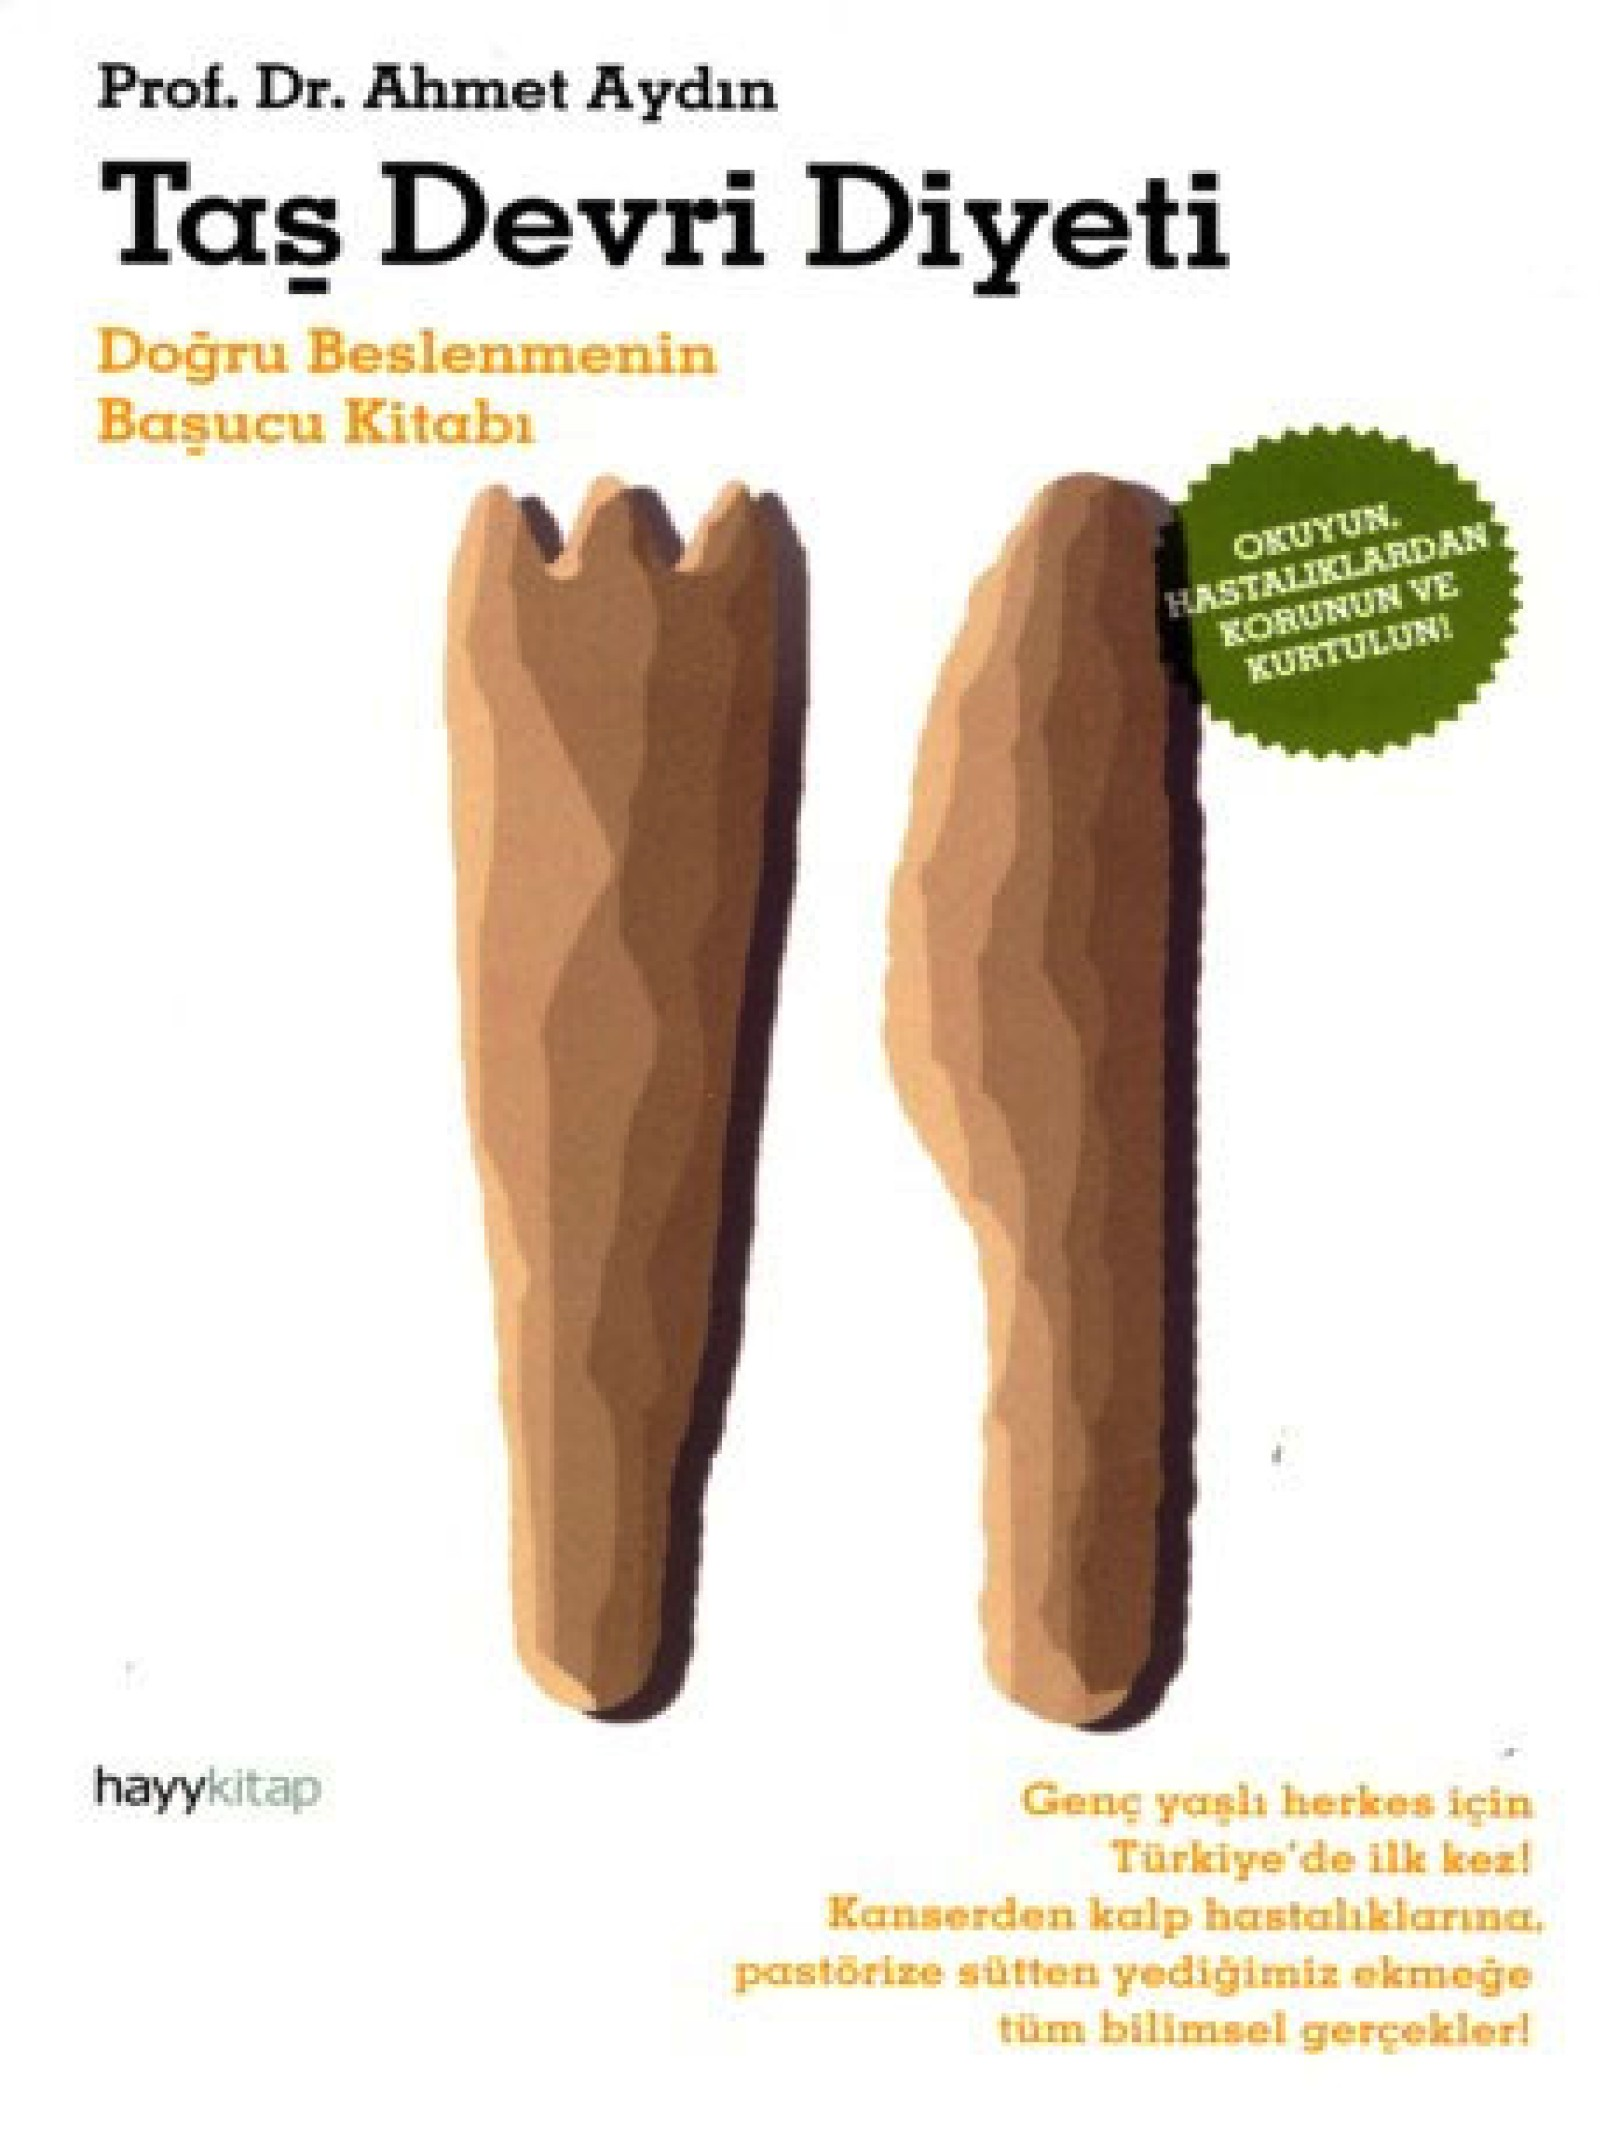 Prof. Dr. Ahmet Aydın
Taş Devri Diyeti
Doğru Beslenmenin
Başucu Kitabı
OKUYUN,
HASTALIKLARDAN
KORUNUN VE
KURTULUN!
hayykitap
Genç yaşlı herkes için
Türkiye'de ilk kez!
Kanserden kalp hastalıklarına,
pastörize sütten yediğimiz ekmeğe
tüm bilimsel gerçekler!